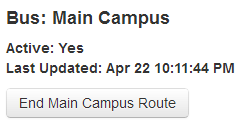 Bus: Main Campus
Active: Yes
Last Updated: Apr 22 10:11:44 PM
End Main Campus Route